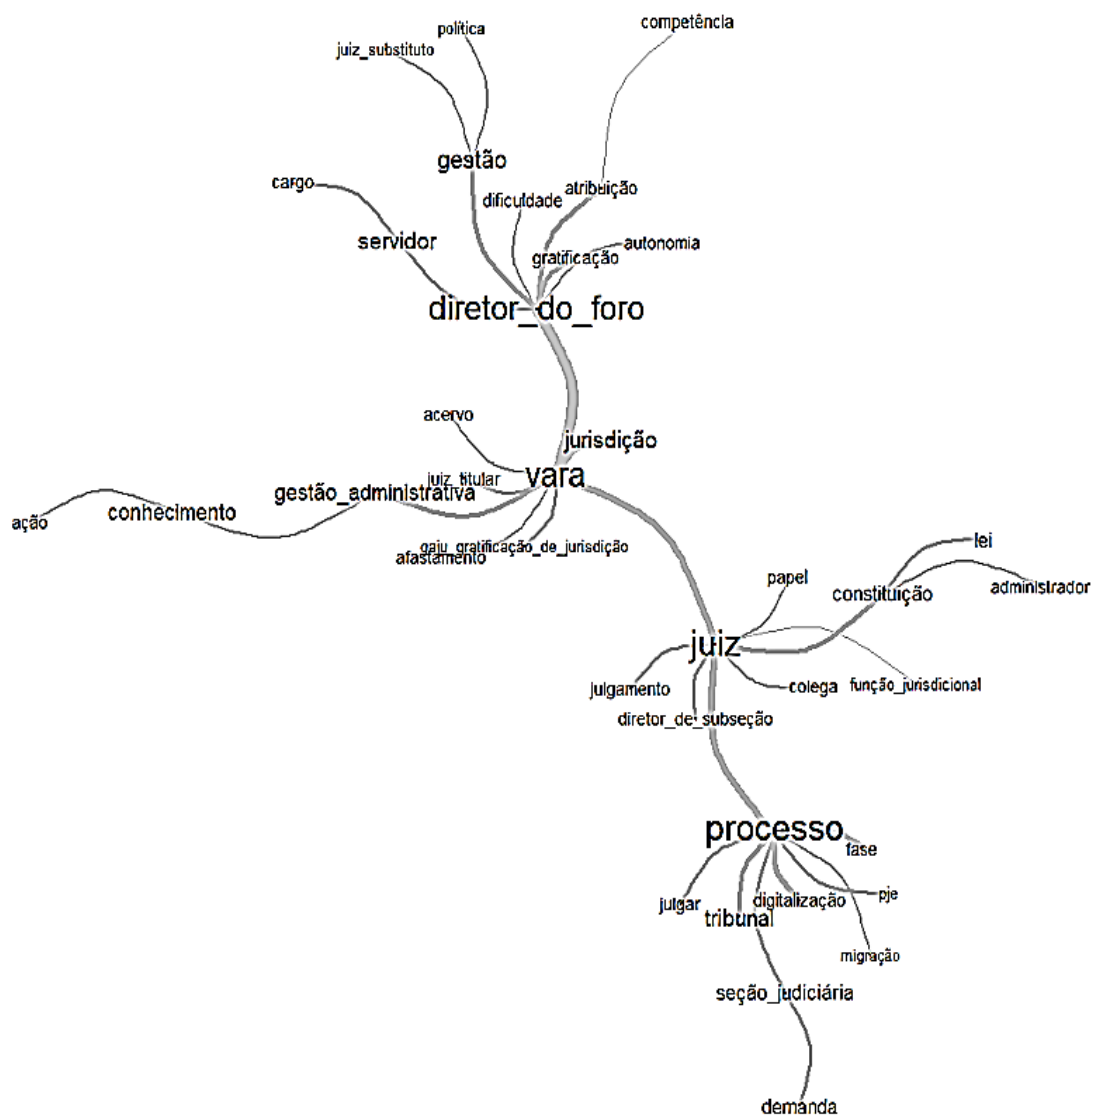 competência
política
juiz_substituto
gestão
cargo
atribuição
dificuldade
servidor
autonomia
gratificação
diretor_do_foro
acervo
jurisdição
vara
juiz_titular
gestão_administrativa
conhecimento
ação
gaju_gratificação_de_jurisdição
afastamento
lei
papel
constituição
administrador
juiz
julgamento
colega
função_jurisdicional
diretor_de_subseção
processo
fase
julgar
digitalização
pje
tribunal
migração
seção_judiciária
demanda